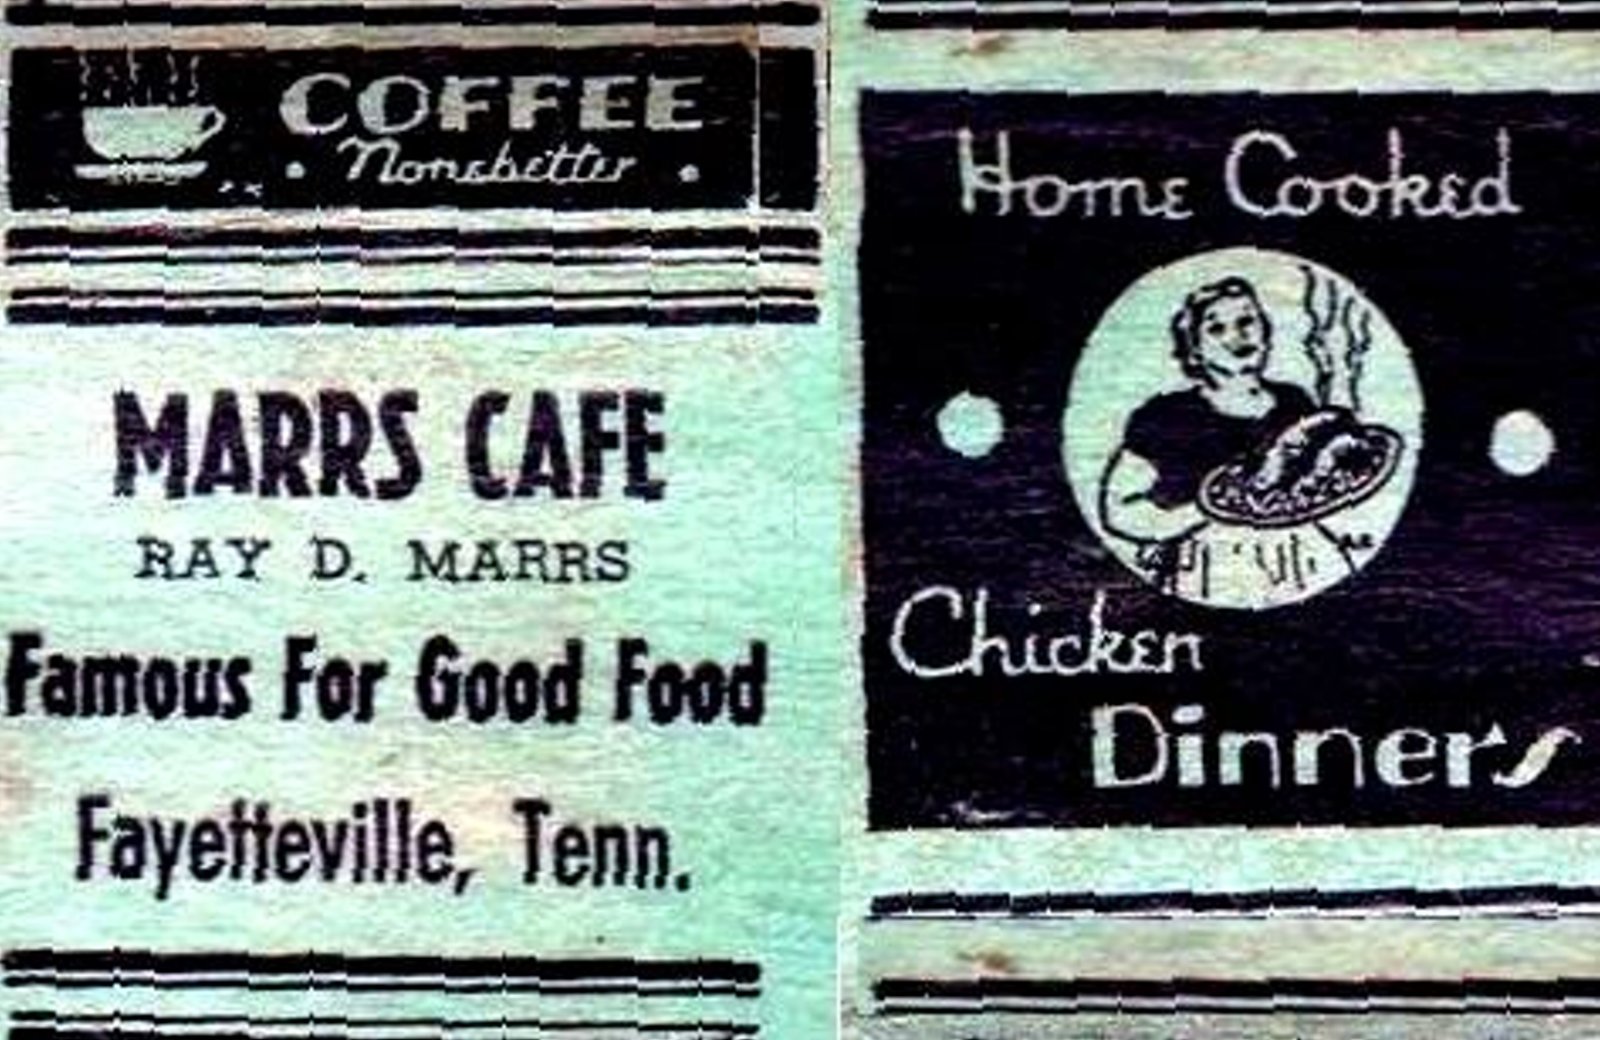 COFFEE
• Nonebetter •
MARRS CAFE
RAY D. MARRS
Famous For Good Food
Fayetteville, Tenn.
Home Cooked
Chicken
Dinners